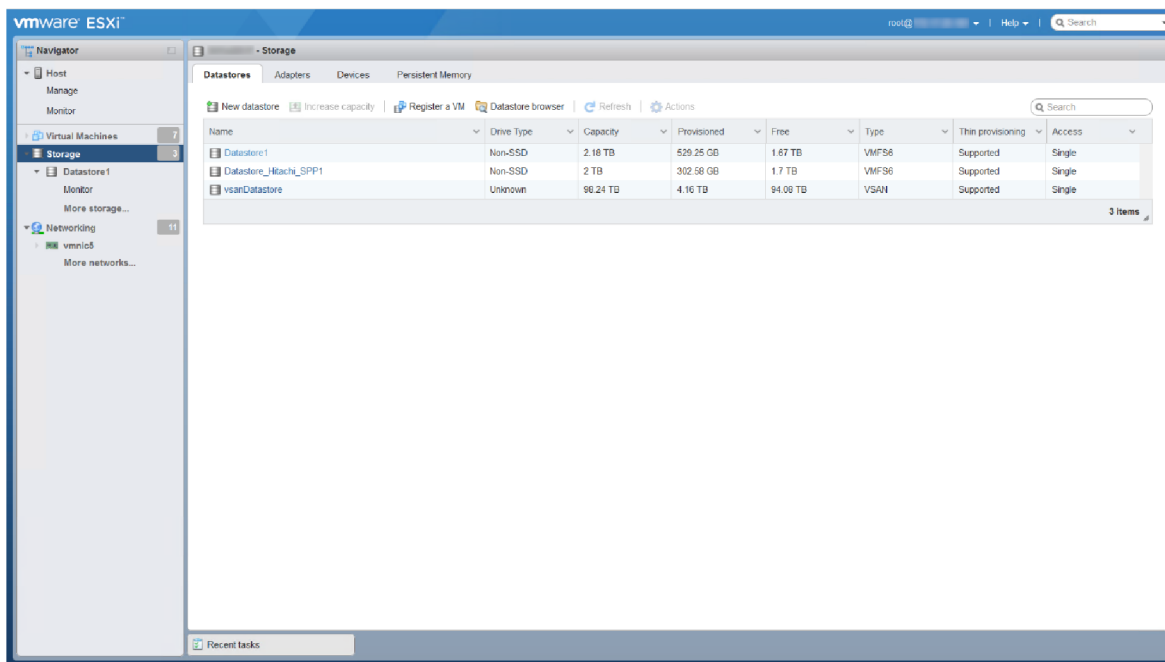 vmware ESXi
root@
Help
Search
Navigator
Host
Manage
Monitor
Virtual Machines 7
Storage 3
Datastore1
Monitor
More storage...
Networking 11
vmnic5
More networks...
- Storage
Datastores Adapters Devices Persistent Memory
New datastore Increase capacity Register a VM Datastore browser Refresh Actions Search
Name Drive Type Capacity Provisioned Free Type Thin provisioning Access
Datastore1 Non-SSD 2.18 TB 529.25 GB 1.67 TB VMFS6 Supported Single
Datastore_Hitachi_SPP1 Non-SSD 2 TB 302.58 GB 1.7 TB VMFS6 Supported Single
vsanDatastore Unknown 98.24 TB 4.16 TB 94.08 TB VSAN Supported Single
3 items
Recent tasks